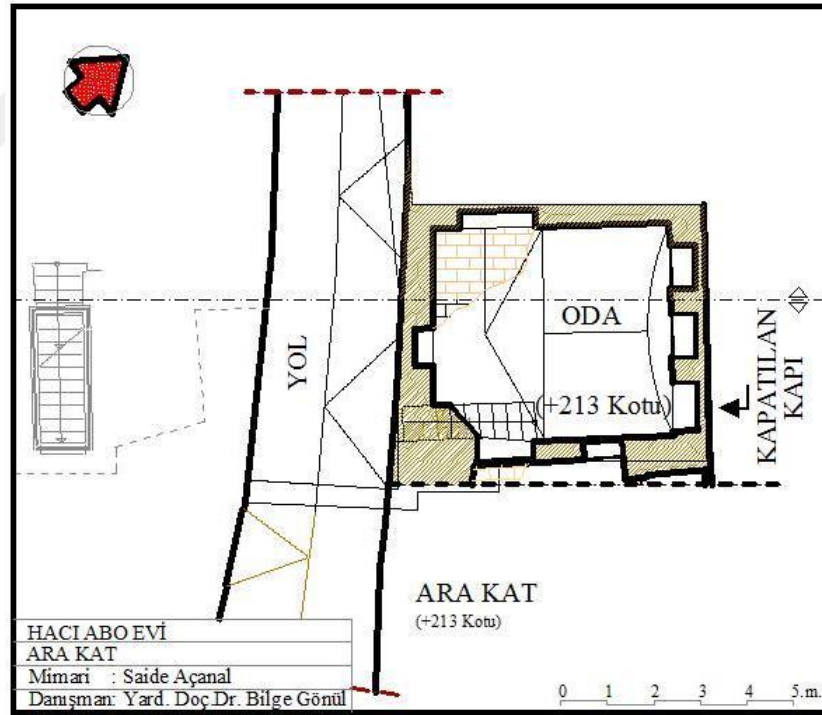 YOL
ODA
(+213 Kotu)
KAPATILAN
KAPI
ARA KAT
(+213 Kotu)
HACI ABO EVİ
ARA KAT
Mimari : Saide Açanal
Danışman: Yard. Doç.Dr. Bilge Gönül
0 1 2 3 4 5.m.